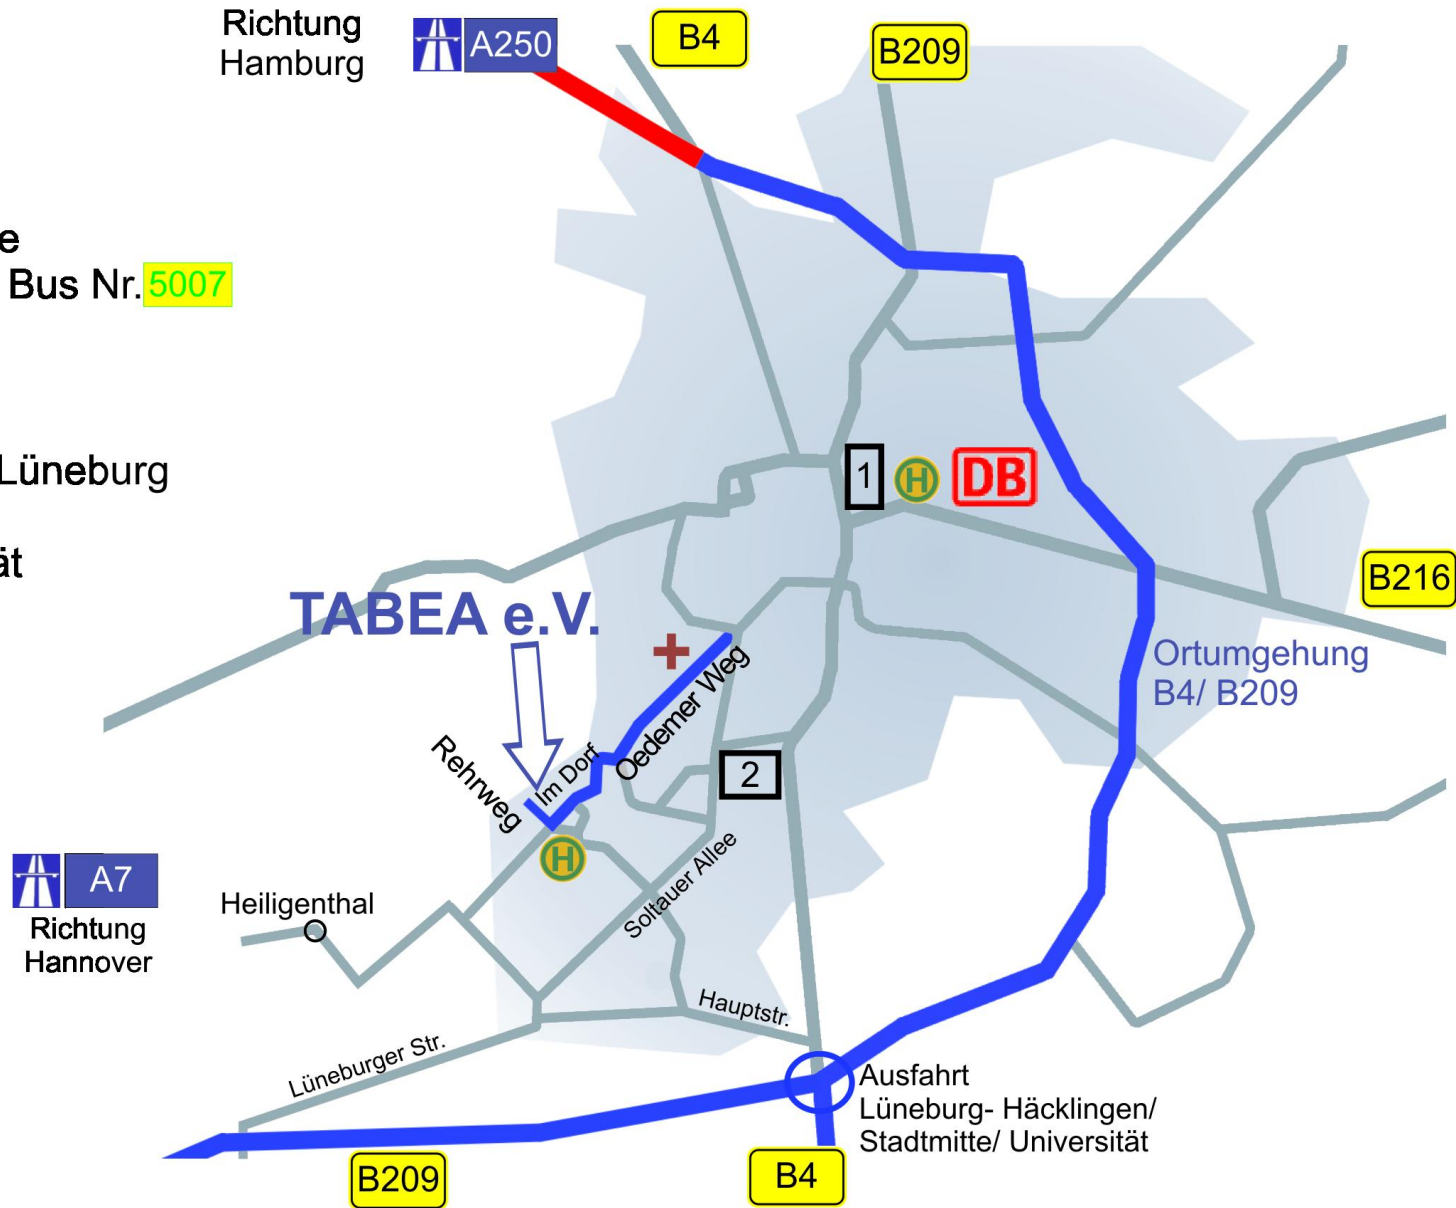 Richtung
Hamburg
A250
B4
B209
e
Bus Nr. 5007
Lüneburg
ät
1
H
DB
B216
TABEA e.V.
Ortumgehung
B4/ B209
Oedemer Weg
Im Dorf
Rehrweg
2
H
Soltauer Allee
A7
Richtung
Hannover
Heiligenthal
Hauptstr.
Lüneburger Str.
Ausfahrt
Lüneburg- Häcklingen/
Stadtmitte/ Universität
B209
B4